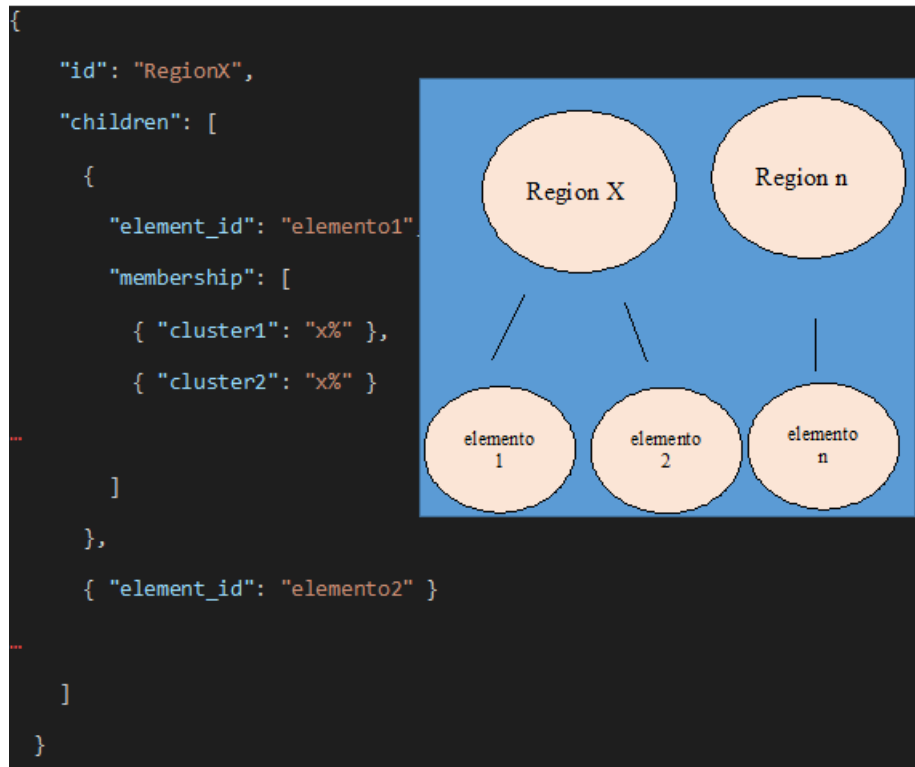 {
"id": "RegionX",
"children": [
{
"element_id": "elemento1",
"membership": [
{ "cluster1": "x%" },
{ "cluster2": "x%" }
…
]
},
{ "element_id": "elemento2" }
…
]
}
Region X
Region n
elemento
1
elemento
2
elemento
n